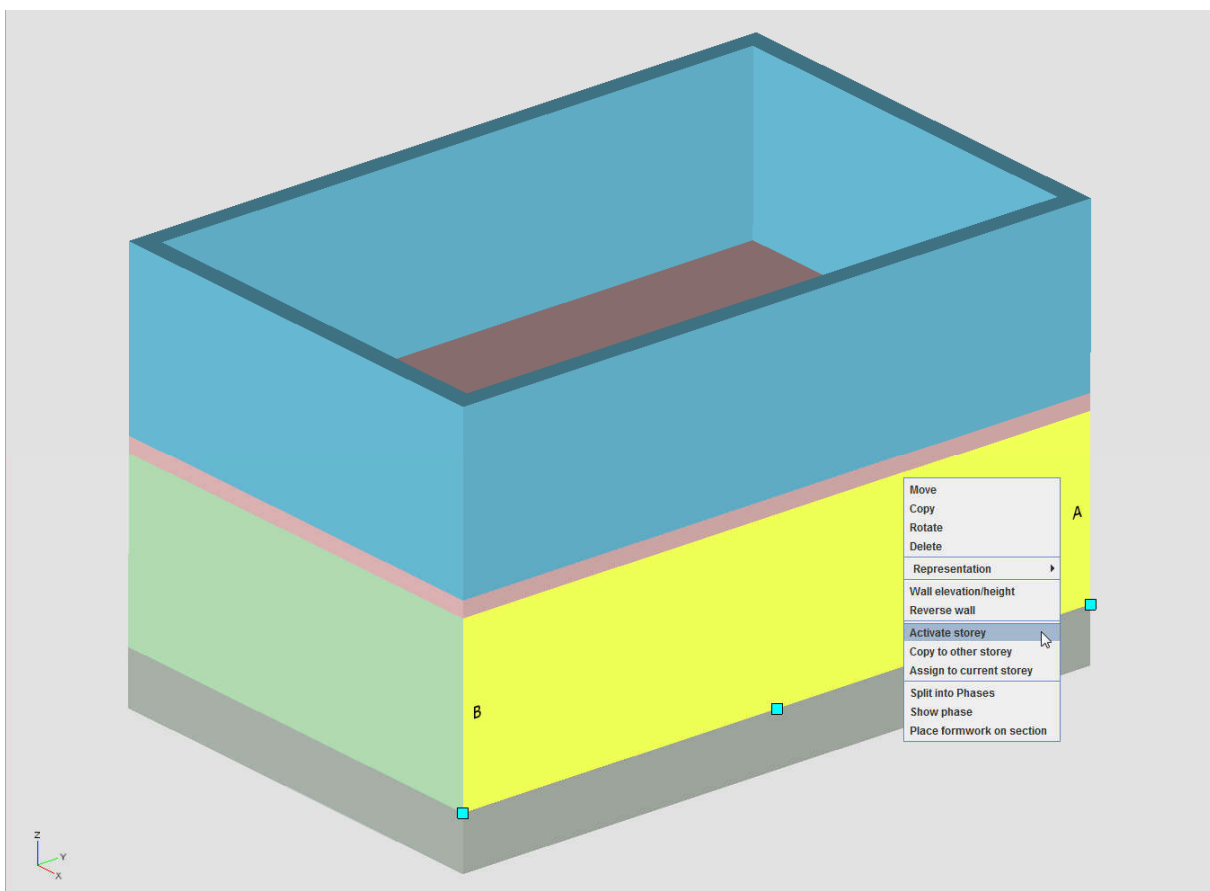 Move
Copy
Rotate
Delete
Representation
Wall elevation/height
Reverse wall
Activate storey
Copy to other storey
Assign to current storey
Split into Phases
Show phase
Place formwork on section
A
B
Z
Y
X